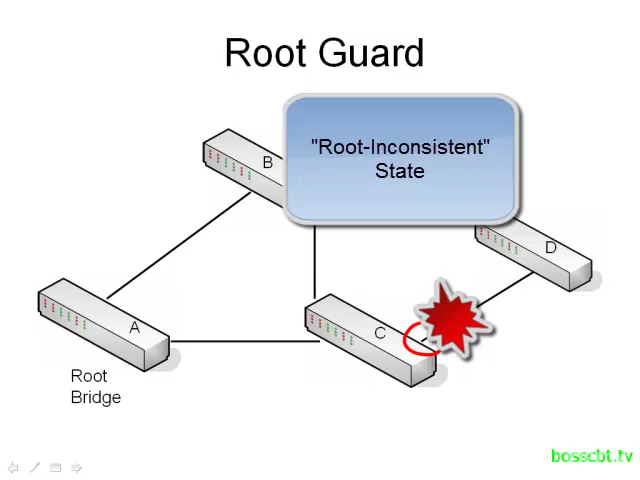 Root Guard
"Root-Inconsistent"
State
B
D
A
C
Root
Bridge
bosscbt.tv